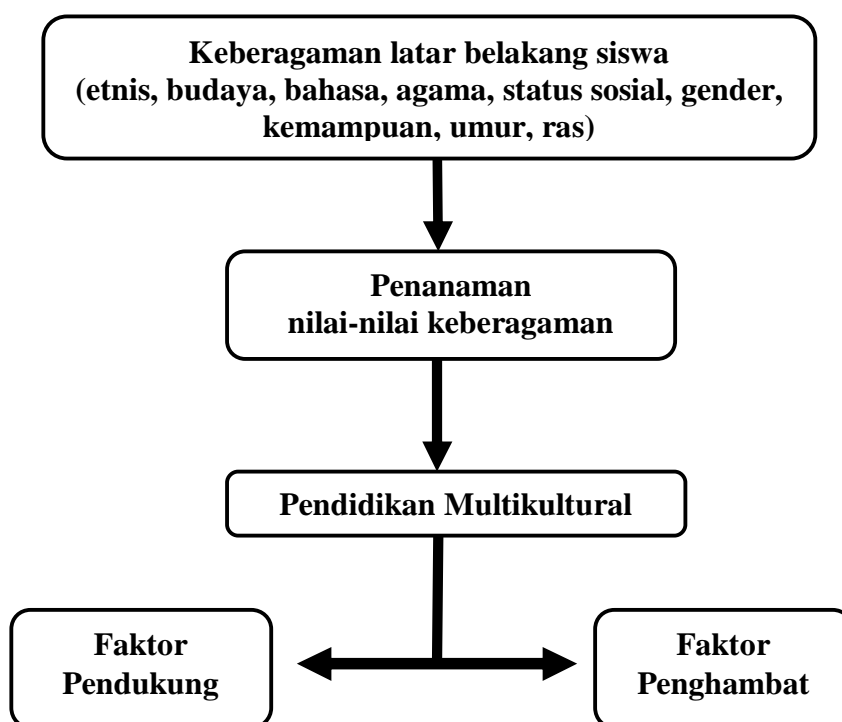 Keberagaman latar belakang siswa
(etnis, budaya, bahasa, agama, status sosial, gender,
kemampuan, umur, ras)
Penanaman
nilai-nilai keberagaman
Pendidikan Multikultural
Faktor
Pendukung
Faktor
Penghambat